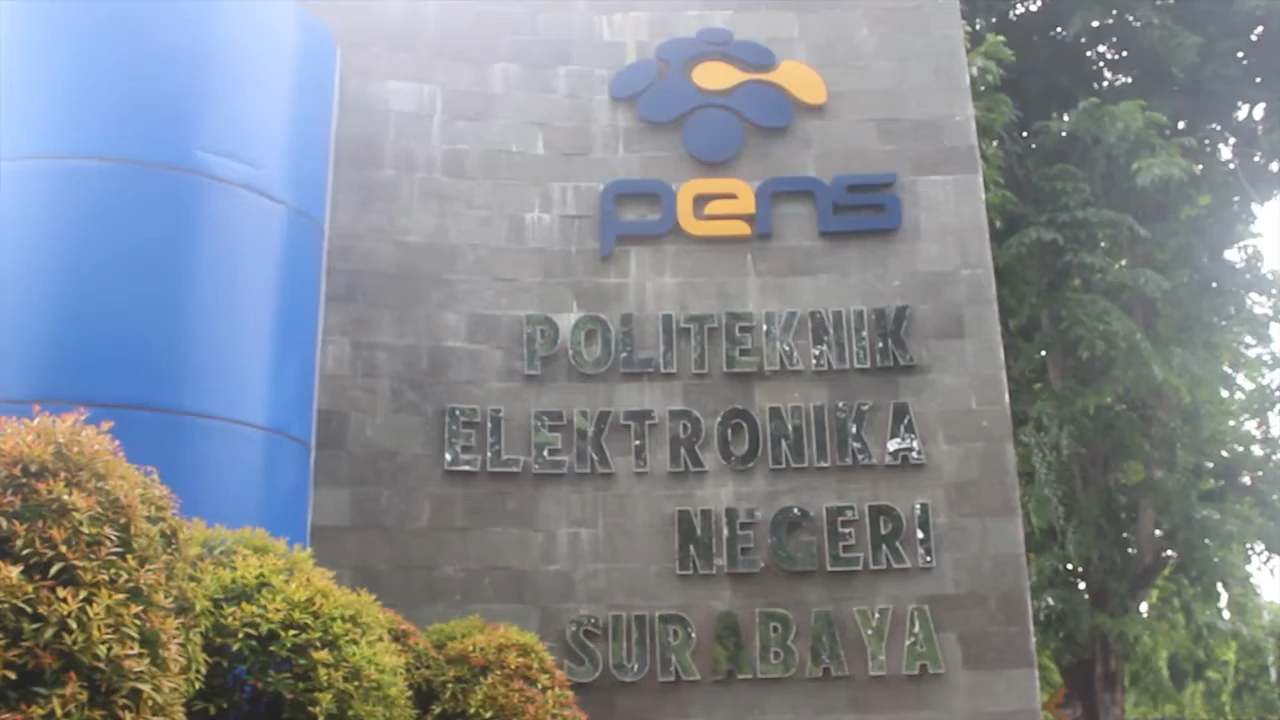 pens
POLITEKNIK
ELEKTRONIKA
NEGERI
SURABAYA